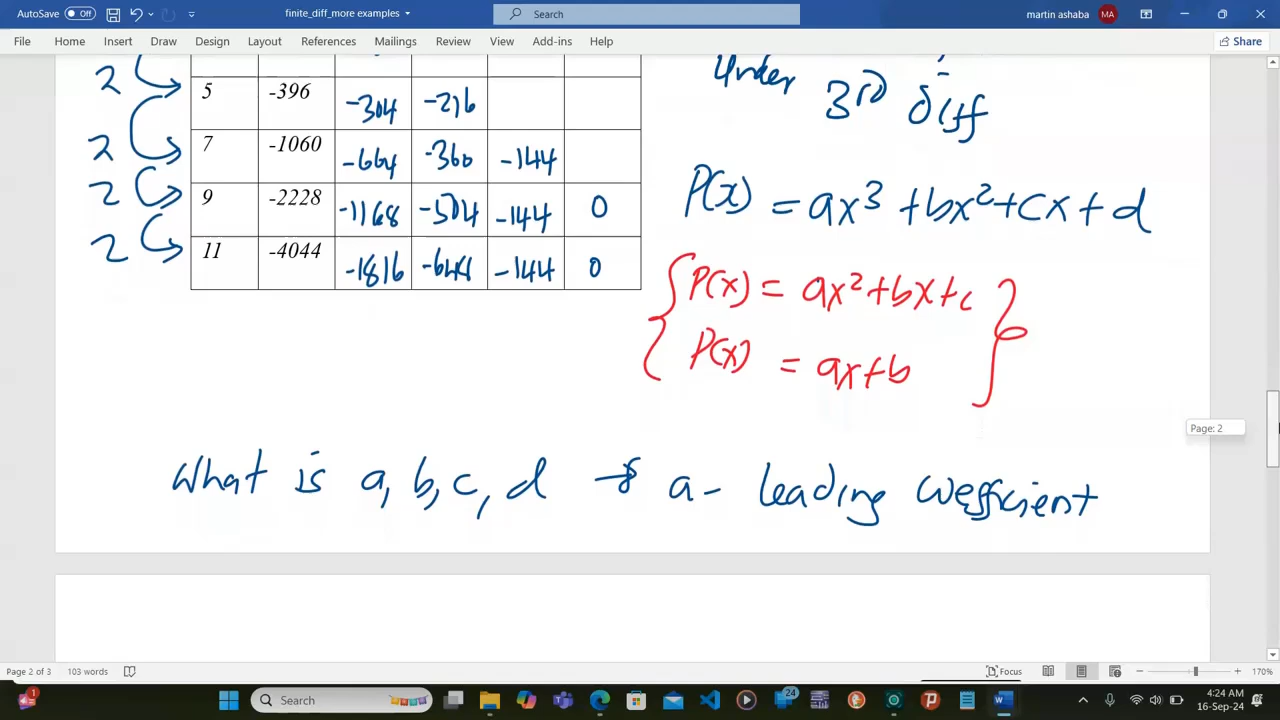 AutoSave Off finite_diff_more examples Search martin ashaba MA
File Home Insert Draw Design Layout References Mailings Review View Add-ins Help Share
2 5 -396 -304 -216
Under 3rd diff
2 7 -1060 -664 -360 -144
P(x) = ax³ + bx² + cx + d
2 9 -2228 -1168 -504 -144 0
2 11 -4044 -1816 -648 -144 0
P(x) = ax² + bx + c
P(x) = ax + b
Page: 2
What is a, b, c, d → a - leading coefficient
Page 2 of 3 103 words Focus 170%
1 Search 24 4:24 AM
16-Sep-24